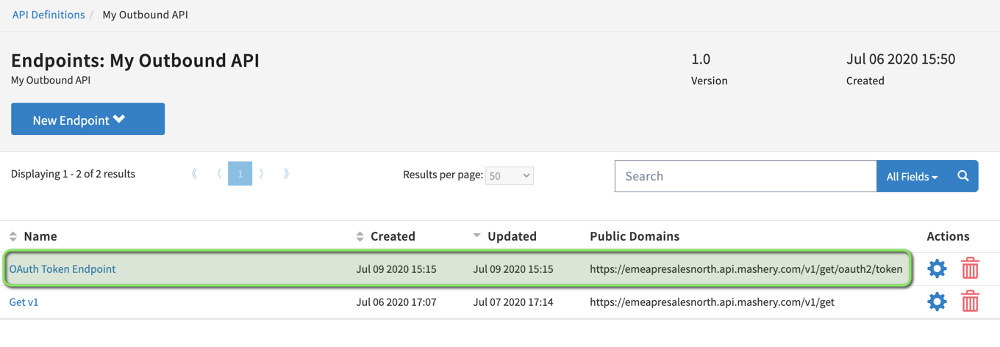 API Definitions / My Outbound API
Endpoints: My Outbound API
1.0
Jul 06 2020 15:50
My Outbound API
Version
Created
New Endpoint
Displaying 1 - 2 of 2 results
《 〈 1 〉 》
Results per page: 50
Search
All Fields
Name Created Updated Public Domains Actions
OAuth Token Endpoint Jul 09 2020 15:15 Jul 09 2020 15:15 https://emeapresalesnorth.api.mashery.com/v1/get/oauth2/token
Get v1 Jul 06 2020 17:07 Jul 07 2020 17:14 https://emeapresalesnorth.api.mashery.com/v1/get